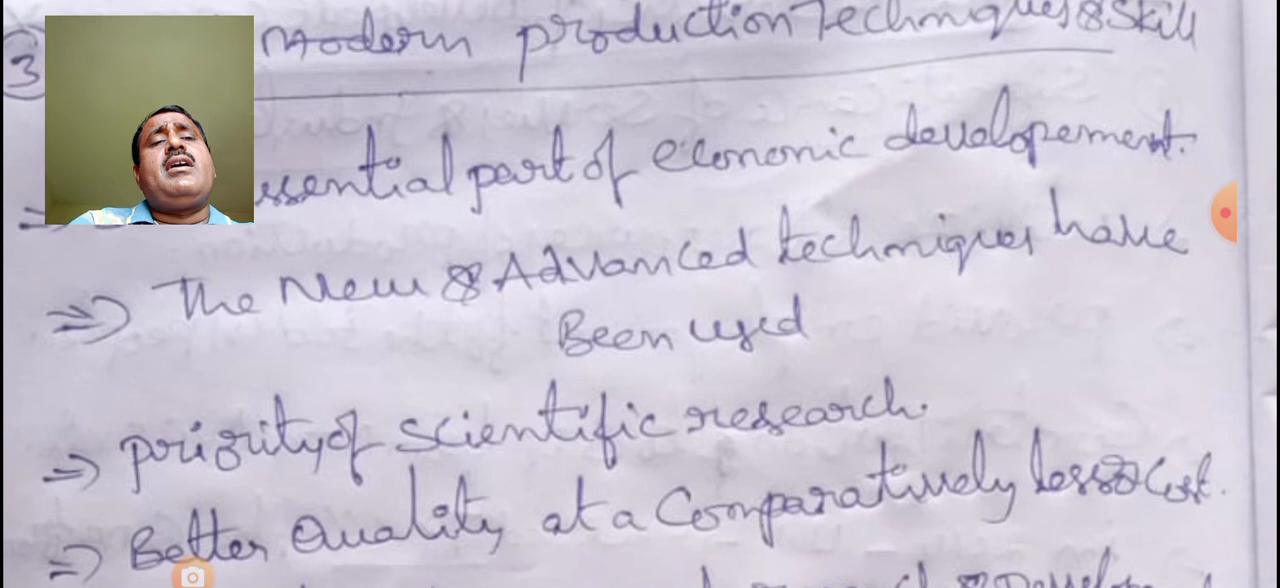 3 Modern production Techniques & Skill
=> ssential part of economic developement.
=> The New & Advanced techniques have
Been used
=> priority of scientific research.
=> Better Quality at a Comparatively less Cost.